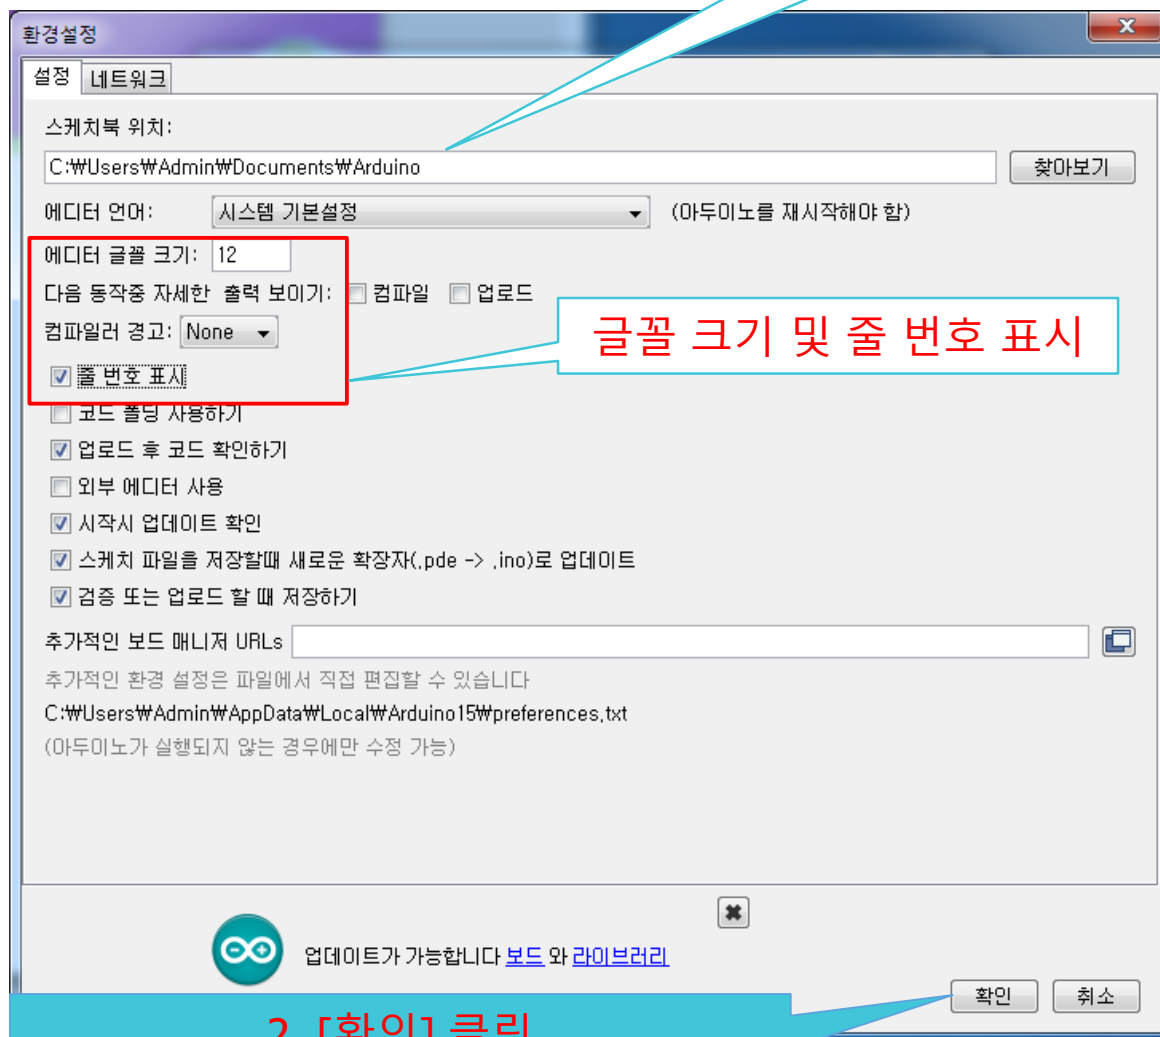 환경설정
설정 네트워크
스케치북 위치:
C:₩Users₩Admin₩Documents₩Arduino 찾아보기
에디터 언어: 시스템 기본설정 (아두이노를 재시작해야 함)
에디터 글꼴 크기: 12
다음 동작중 자세한 출력 보이기: 컴파일 업로드
컴파일러 경고: None
글꼴 크기 및 줄 번호 표시
줄 번호 표시
코드 폴딩 사용하기
업로드 후 코드 확인하기
외부 에디터 사용
시작시 업데이트 확인
스케치 파일을 저장할때 새로운 확장자(.pde -> .ino)로 업데이트
검증 또는 업로드 할 때 저장하기
추가적인 보드 매니저 URLs
추가적인 환경 설정은 파일에서 직접 편집할 수 있습니다
C:₩Users₩Admin₩AppData₩Local₩Arduino15₩preferences.txt
(아두이노가 실행되지 않는 경우에만 수정 가능)
업데이트가 가능합니다 보드 와 라이브러리
확인 취소
2. [확인] 클릭